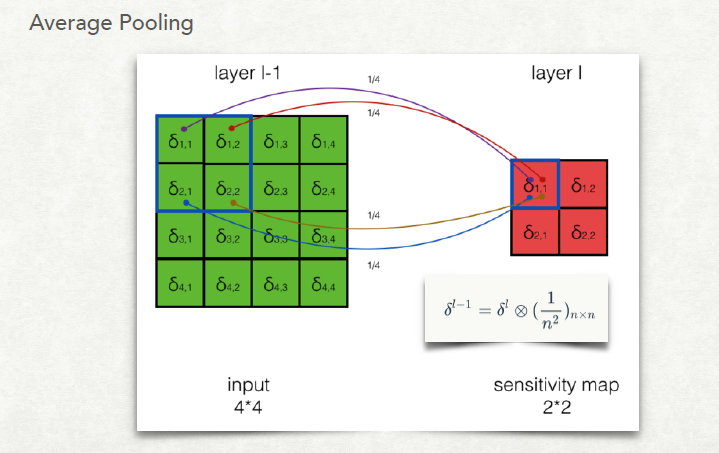 Average Pooling
layer l-1
layer l
1/4
1/4
δ1,1 δ1,2 δ1,3 δ1,4
δ1,1 δ1,2
δ2,1 δ2,2 δ2,3 δ2,4
1/4
δ3,1 δ3,2 δ3,3 δ3,4
δ2,1 δ2,2
1/4
δ4,1 δ4,2 δ4,3 δ4,4
δ^{l−1} = δ^l ⊗ (1/n²)_{n×n}
input
sensitivity map
4*4
2*2